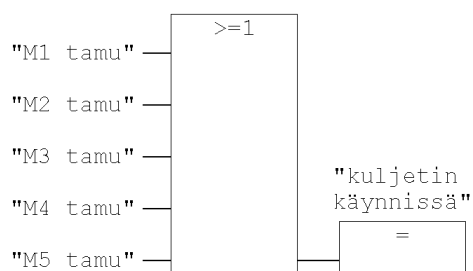 >=1
"M1 tamu"
"M2 tamu"
"M3 tamu"
"M4 tamu"
"M5 tamu"
"kuljetin
käynnissä"
=